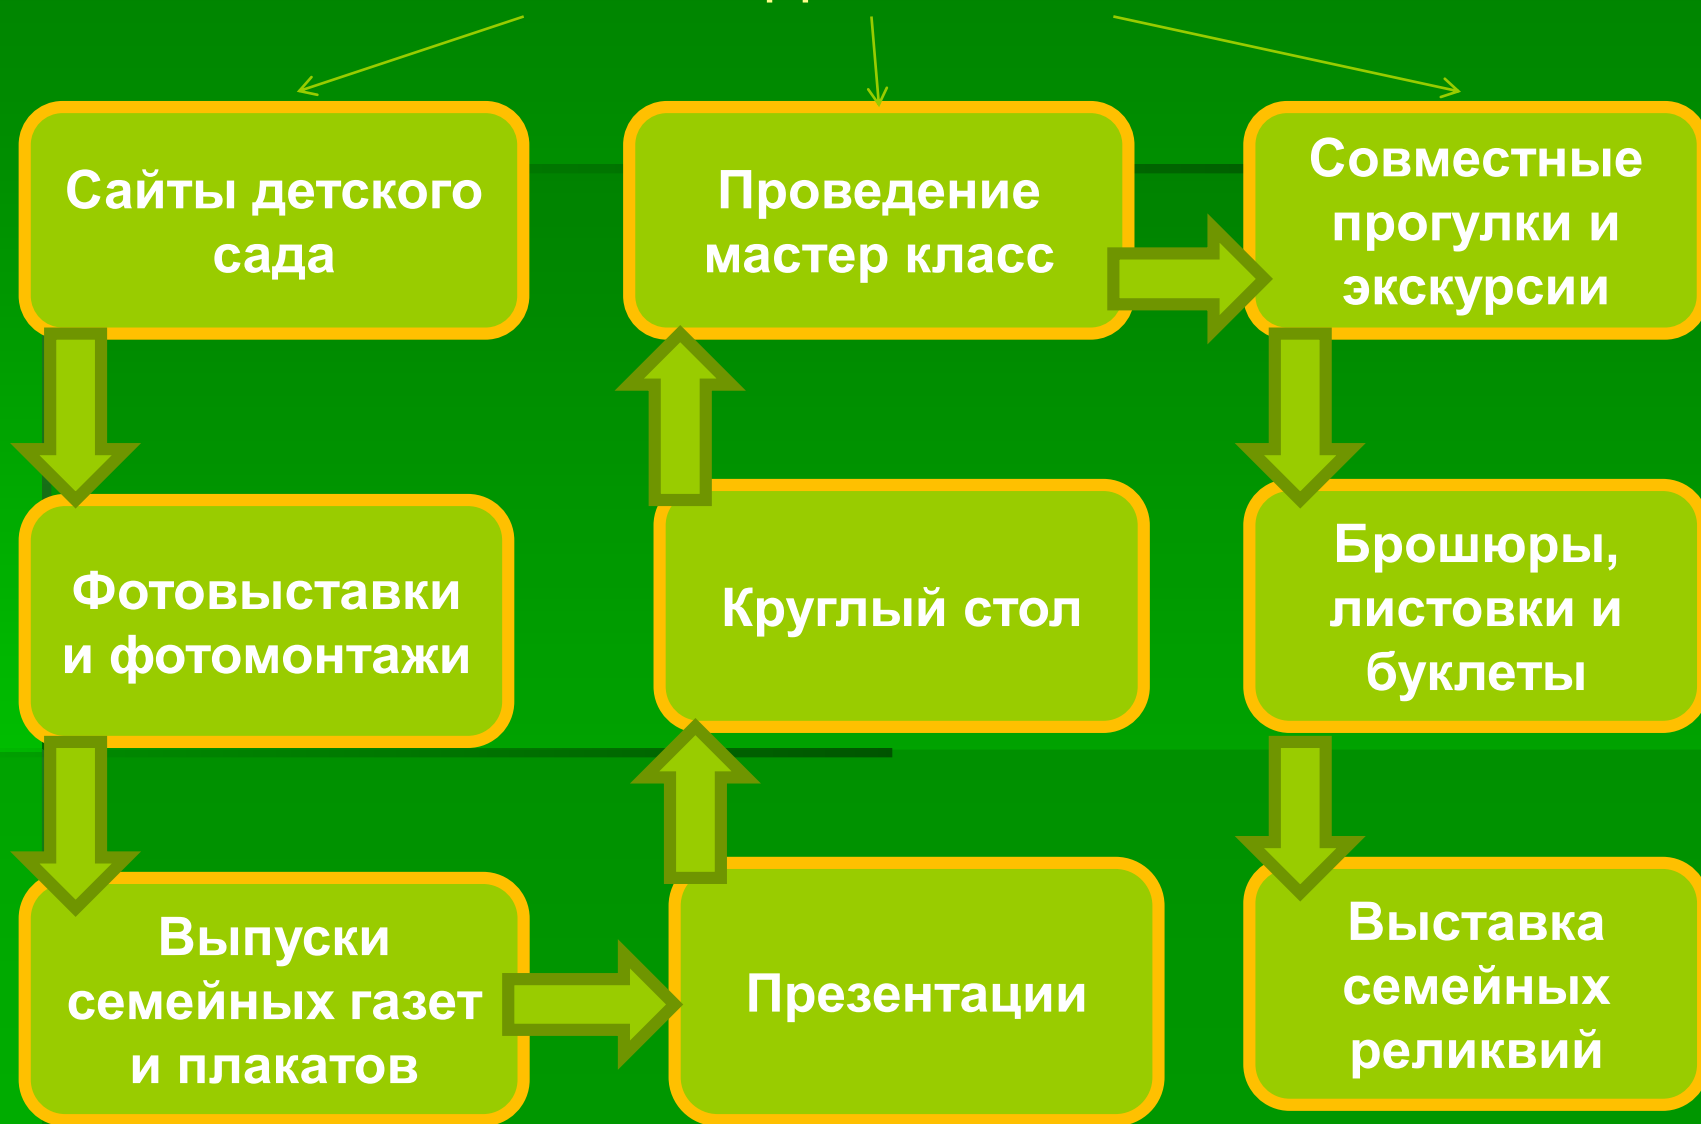 Сайты детского
сада
Проведение
мастер класс
Совместные
прогулки и
экскурсии
Фотовыставки
и фотомонтажи
Круглый стол
Брошюры,
листовки и
буклеты
Выпуски
семейных газет
и плакатов
Презентации
Выставка
семейных
реликвий